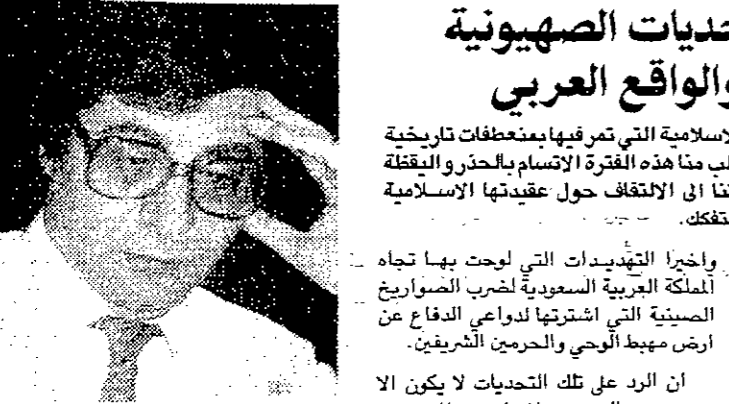 تحديات الصهيونية
والواقع العربي
الاسلامية التي تمر فيها بمنعطفات تاريخية
منا هذه الفترة الاتسام بالحذر واليقظة
الى الالتفاف حول عقيدتها الاسلامية
واخيرا التهديدات التي لوحت بها تجاه
المملكة العربية السعودية لضرب الصواريخ
الصينية التي اشترتها لدواعي الدفاع عن
ارض مهبط الوحي والحرمين الشريفين.
ان الرد على تلك التحديات لا يكون الا